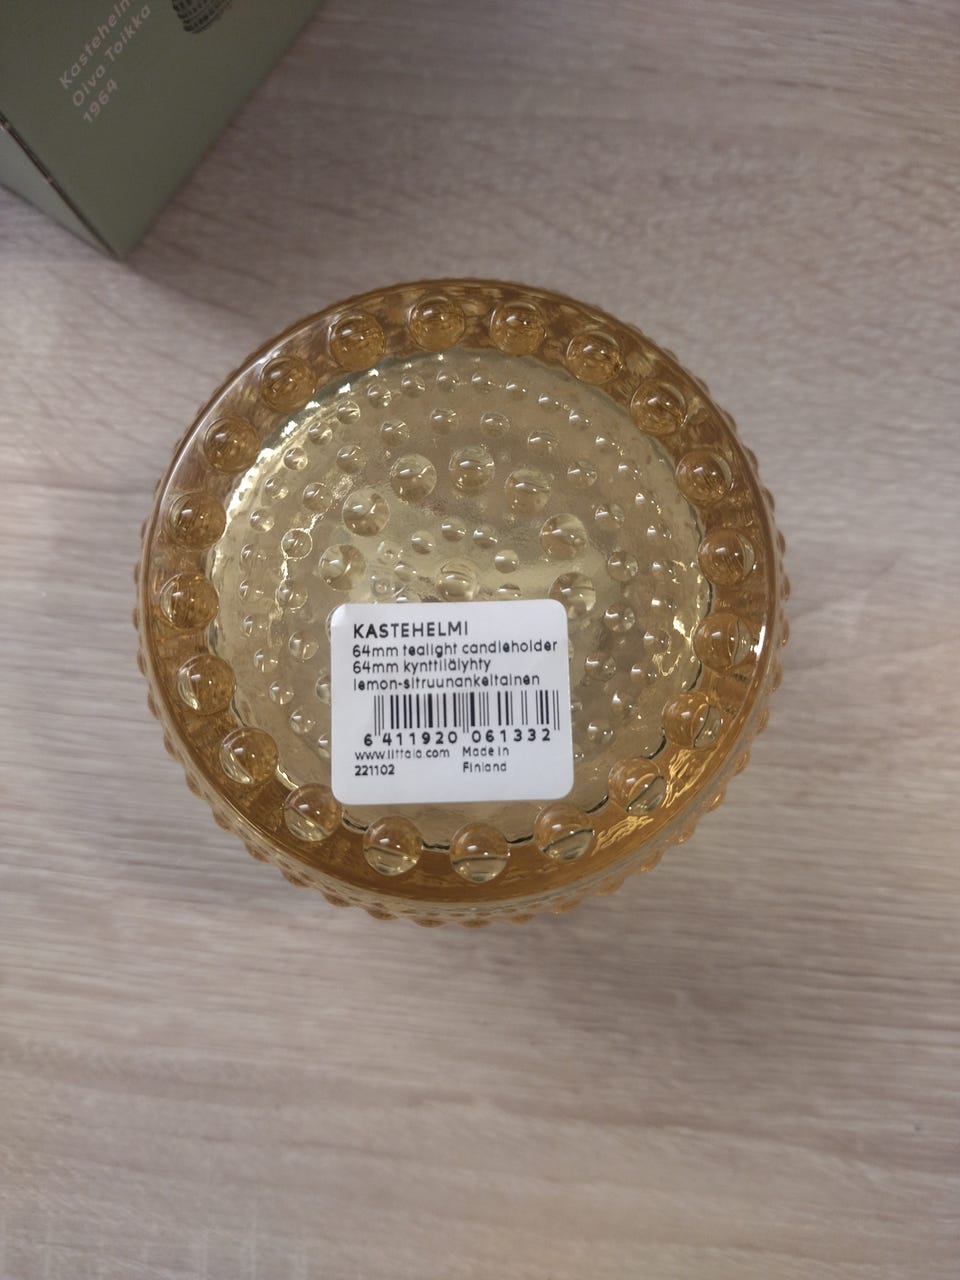 Kastehelmi
Oiva Toikka
1964
KASTEHELMI
64mm tealight candleholder
64mm kynttilälyhty
lemon-sitruunankeltainen
6 411920 061332
www.iittala.com Made in
221102 Finland